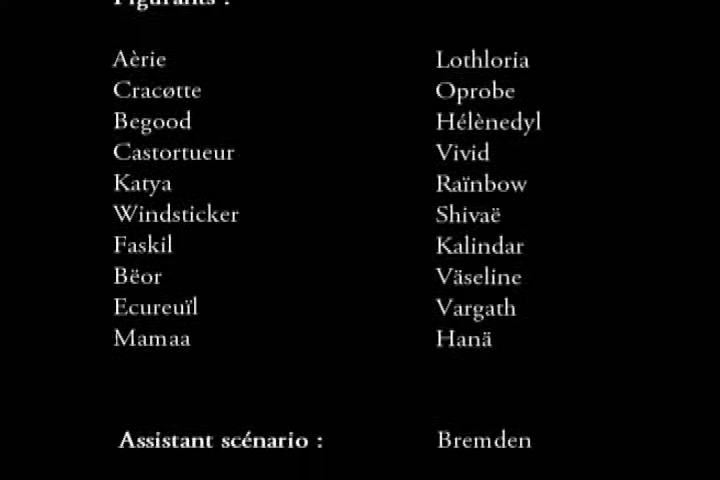 Figurants :
Aèrie Lothloria
Cracøtte Oprobe
Begood Hélènedyl
Castortueur Vivid
Katya Raïnbow
Windsticker Shivaë
Faskil Kalindar
Bëor Väseline
Ecureuïl Vargath
Mamaa Hanä
Assistant scénario : Bremden